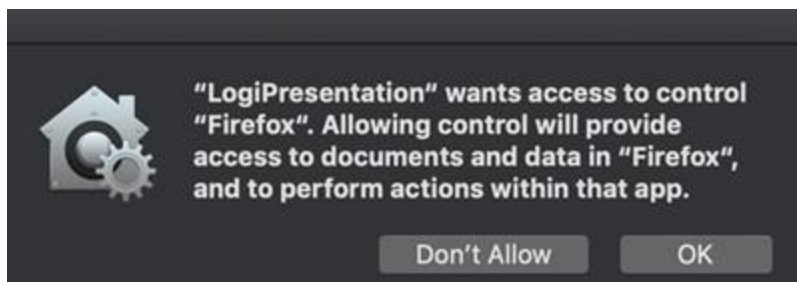 “LogiPresentation“ wants access to control
“Firefox“. Allowing control will provide
access to documents and data in “Firefox“,
and to perform actions within that app.
Don’t Allow
OK